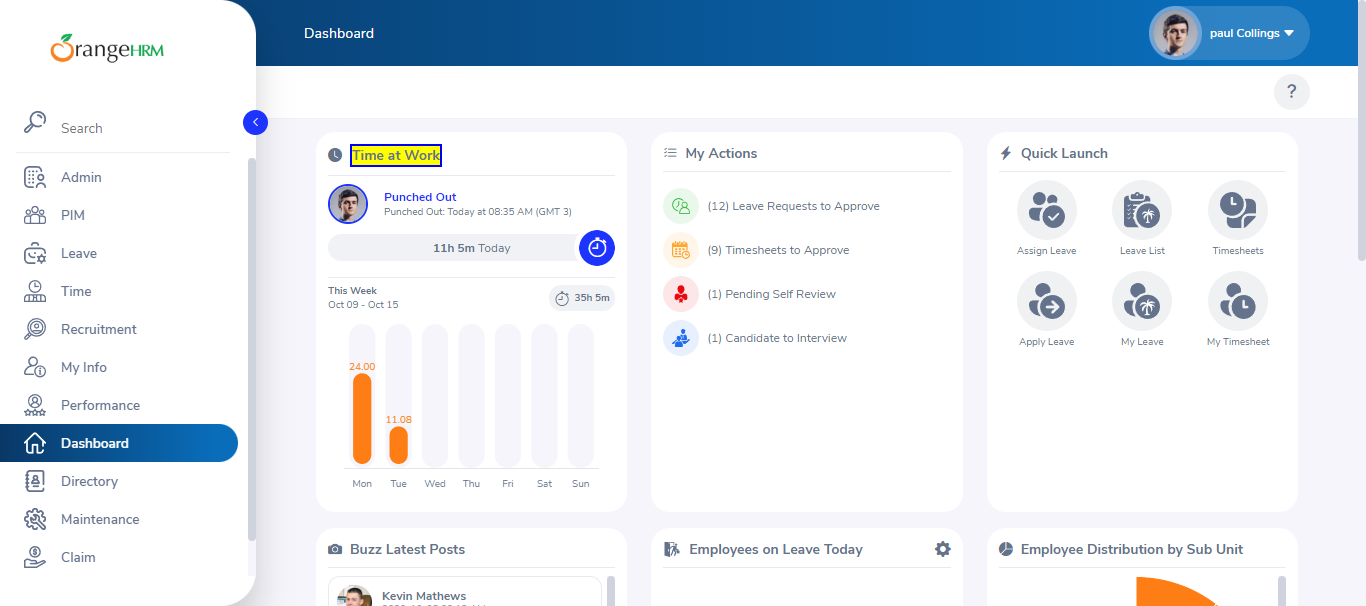 OrangeHRM
Search
Admin
PIM
Leave
Time
Recruitment
My Info
Performance
Dashboard
Directory
Maintenance
Claim
Dashboard
paul Collings
?
Time at Work
Punched Out
Punched Out: Today at 08:35 AM (GMT 3)
11h 5m Today
This Week
Oct 09 - Oct 15
35h 5m
24.00
11.08
Mon Tue Wed Thu Fri Sat Sun
My Actions
(12) Leave Requests to Approve
(9) Timesheets to Approve
(1) Pending Self Review
(1) Candidate to Interview
Quick Launch
Assign Leave Leave List Timesheets
Apply Leave My Leave My Timesheet
Buzz Latest Posts
Kevin Mathews
Employees on Leave Today
Employee Distribution by Sub Unit